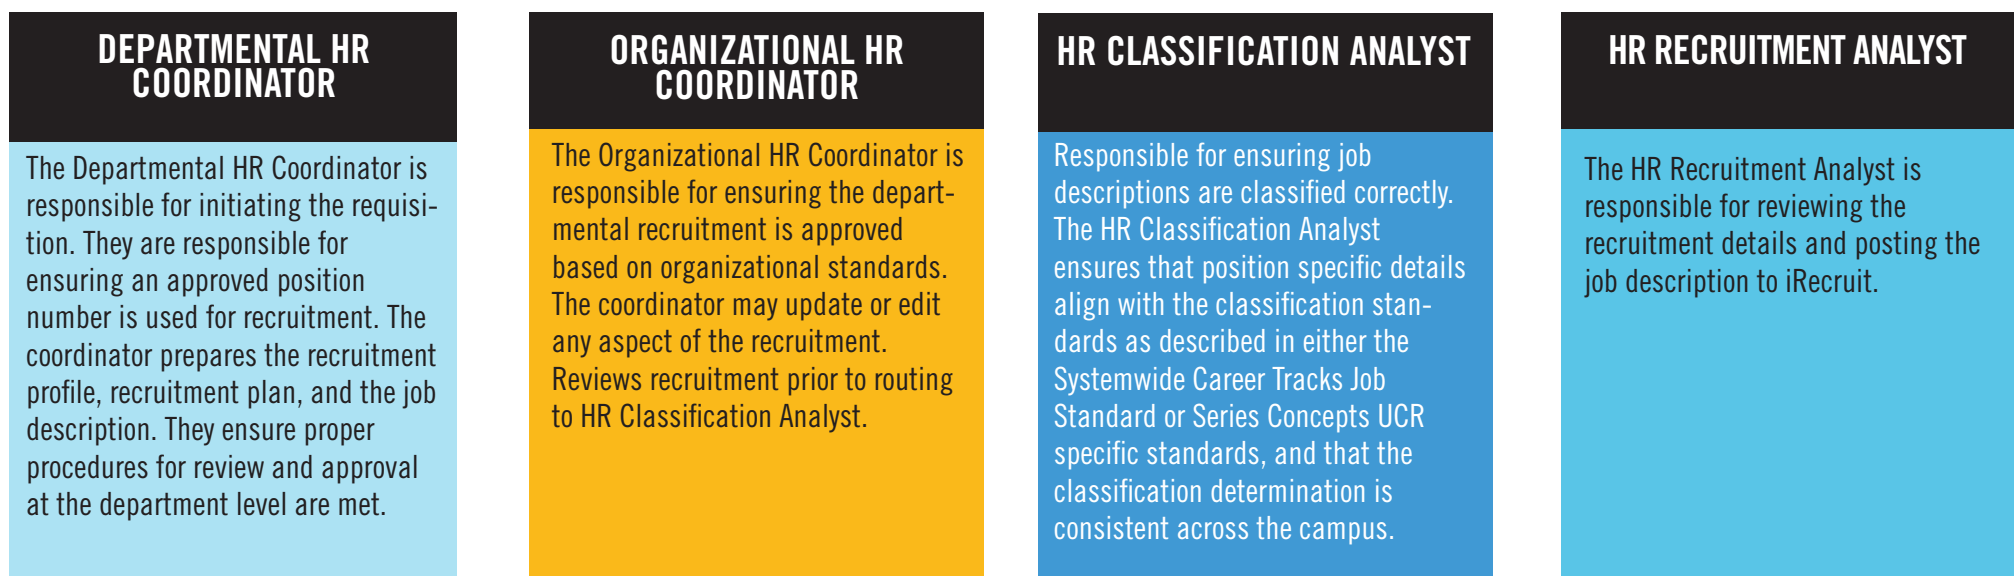 DEPARTMENTAL HR
COORDINATOR
The Departmental HR Coordinator is
responsible for initiating the requisi-
tion. They are responsible for
ensuring an approved position
number is used for recruitment. The
coordinator prepares the recruitment
profile, recruitment plan, and the job
description. They ensure proper
procedures for review and approval
at the department level are met.
ORGANIZATIONAL HR
COORDINATOR
The Organizational HR Coordinator is
responsible for ensuring the depart-
mental recruitment is approved
based on organizational standards.
The coordinator may update or edit
any aspect of the recruitment.
Reviews recruitment prior to routing
to HR Classification Analyst.
HR CLASSIFICATION ANALYST
Responsible for ensuring job
descriptions are classified correctly.
The HR Classification Analyst
ensures that position specific details
align with the classification stan-
dards as described in either the
Systemwide Career Tracks Job
Standard or Series Concepts UCR
specific standards, and that the
classification determination is
consistent across the campus.
HR RECRUITMENT ANALYST
The HR Recruitment Analyst is
responsible for reviewing the
recruitment details and posting the
job description to iRecruit.